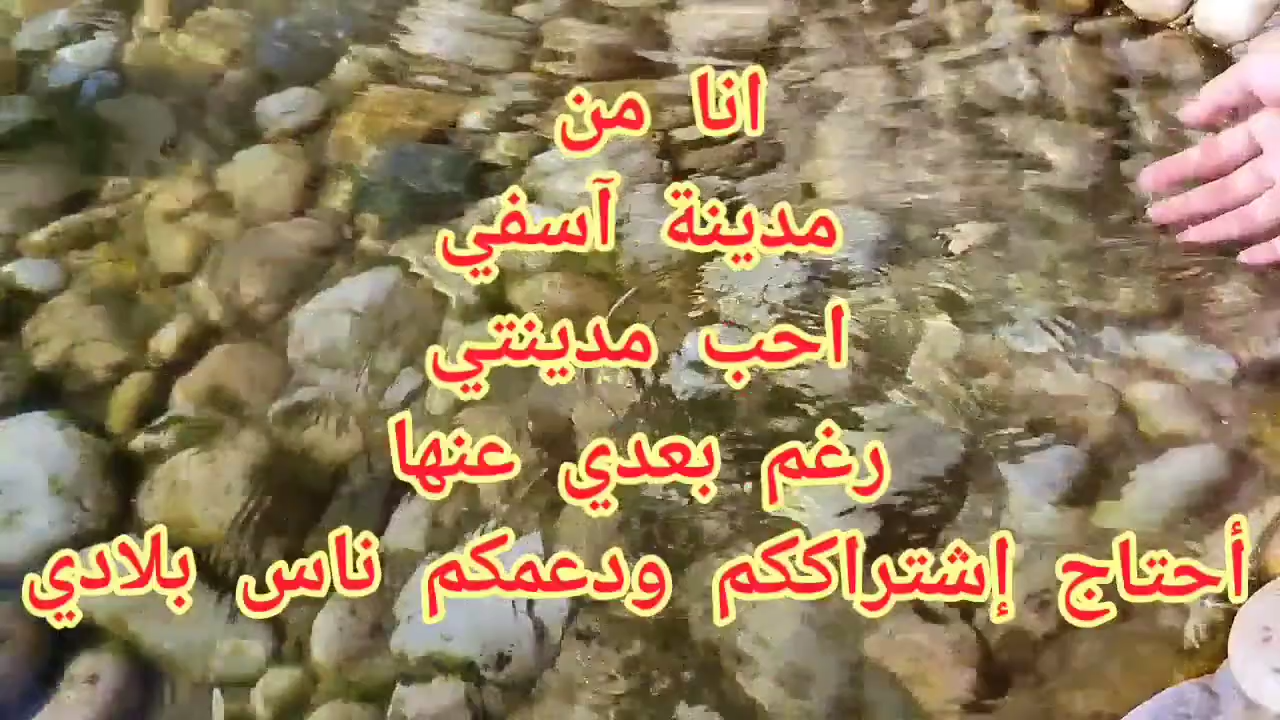 انا من
مدينة آسفي
احب مدينتي
رغم بعدي عنها
أحتاج إشتراككم ودعمكم ناس بلادي